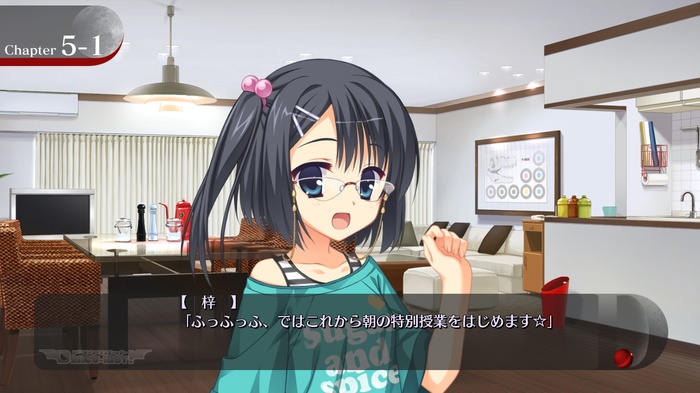 Chapter 5-1
Sugar
and
spice
【 梓 】
「ふっふっふ、ではこれから朝の特別授業をはじめます☆」